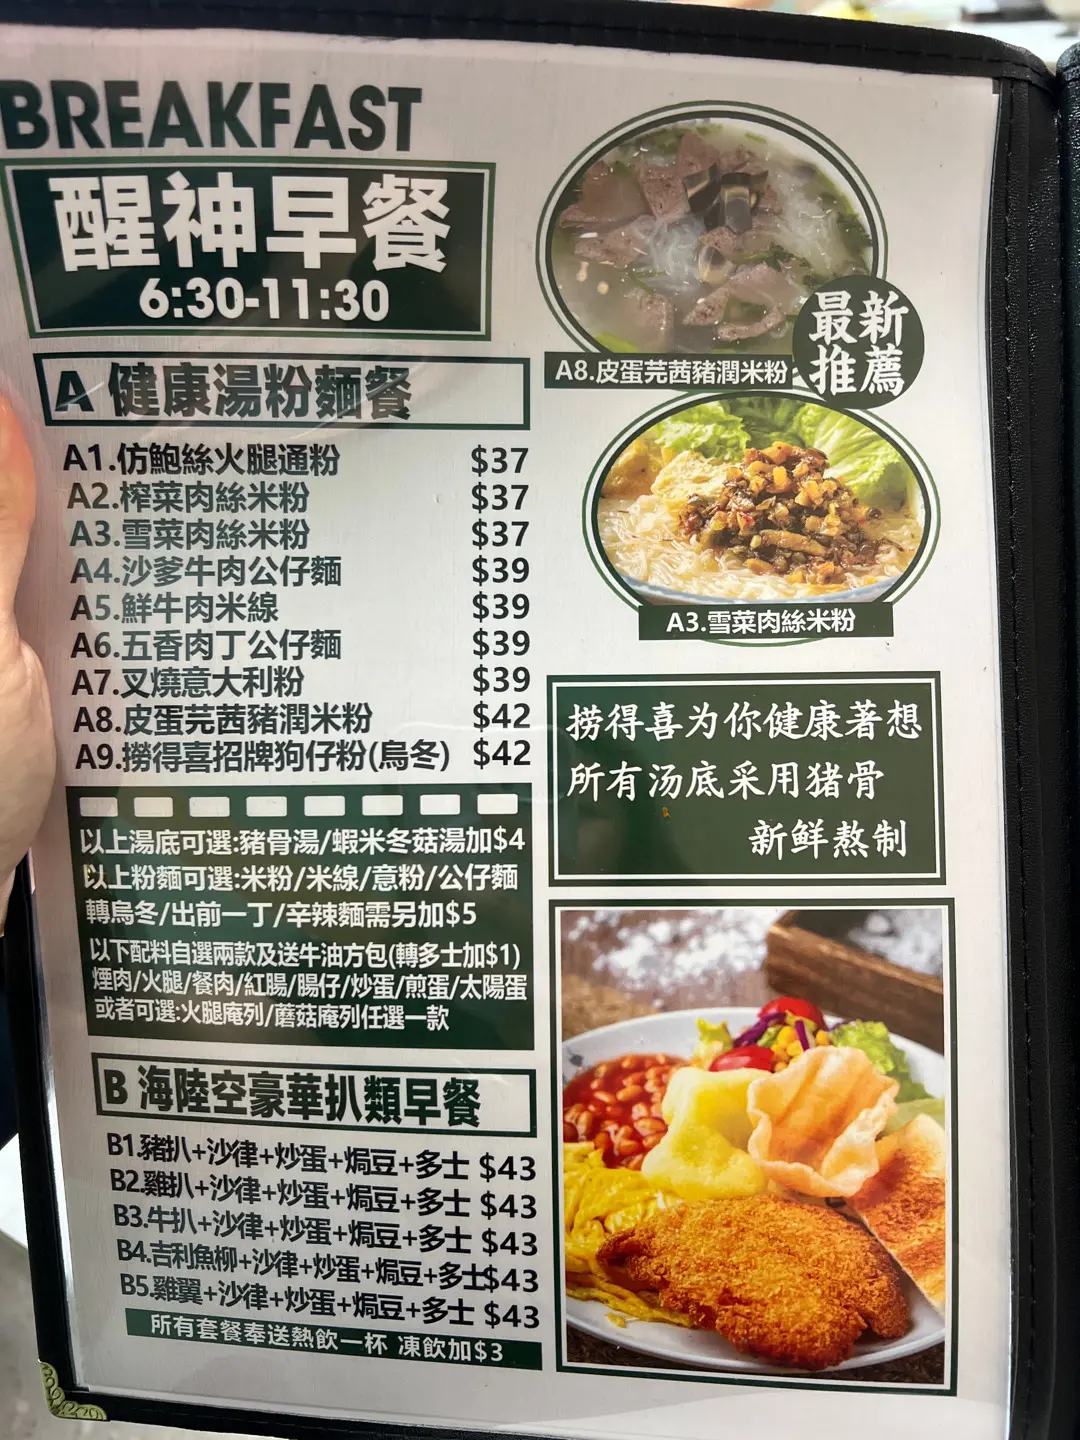 BREAKFAST
醒神早餐
6:30-11:30
A 健康湯粉麵餐
A1.仿鮑絲火腿通粉 $37
A2.榨菜肉絲米粉 $37
A3.雪菜肉絲米粉 $37
A4.沙爹牛肉公仔麵 $39
A5.鮮牛肉米線 $39
A6.五香肉丁公仔麵 $39
A7.叉燒意大利粉 $39
A8.皮蛋芫茜豬潤米粉 $42
A9.撈得喜招牌狗仔粉(烏冬) $42
以上湯底可選:豬骨湯/蝦米冬菇湯加$4
以上粉麵可選:米粉/米線/意粉/公仔麵
轉烏冬/出前一丁/辛辣麵需另加$5
以下配料自選兩款及送牛油方包(轉多士加$1)
煙肉/火腿/餐肉/紅腸/腸仔/炒蛋/煎蛋/太陽蛋
或者可選:火腿庵列/蘑菇庵列任選一款
B 海陸空豪華扒類早餐
B1.豬扒+沙律+炒蛋+焗豆+多士 $43
B2.雞扒+沙律+炒蛋+焗豆+多士 $43
B3.牛扒+沙律+炒蛋+焗豆+多士 $43
B4.吉利魚柳+沙律+炒蛋+焗豆+多士$43
B5.雞翼+沙律+炒蛋+焗豆+多士 $43
所有套餐奉送熱飲一杯 凍飲加$3
A8.皮蛋芫茜豬潤米粉
最新
推薦
A3.雪菜肉絲米粉
捞得喜为你健康著想
所有汤底采用猪骨
新鲜熬制